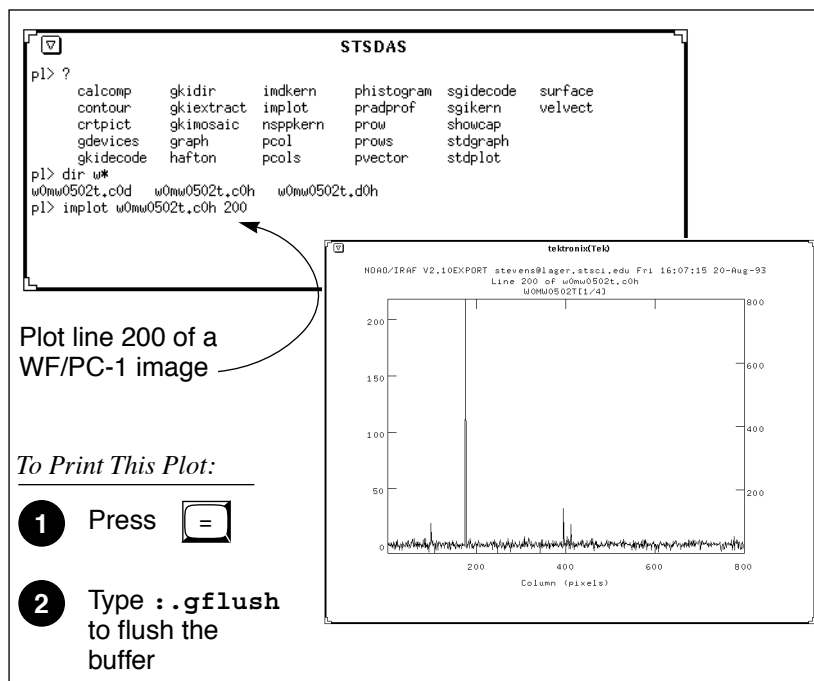 STSDAS
pl> ?
calcomp gkidir imdkern phistogram sgidecode surface
contour gkiextract implot pradprof sgikern velvect
crtpict gkimosaic nsppkern prow showcap
gdevices graph pcol prows stdgraph
gkidecode hafton pcols pvector stdplot
pl> dir w*
w0mw0502t.c0d w0mw0502t.c0h w0mw0502t.d0h
pl> implot w0mw0502t.c0h 200
Plot line 200 of a
WF/PC-1 image
tektronix(Tek)
NOAO/IRAF V2.10EXPORT stevens@lager.stsci.edu Fri 16:07:15 20-Aug-93
Line 200 of w0mw0502t.c0h
W0MW0502T[1/4]
200
150
100
50
0
800
600
400
200
200 400 600 800
Column (pixels)
To Print This Plot:
1 Press =
2 Type :.gflush
to flush the
buffer